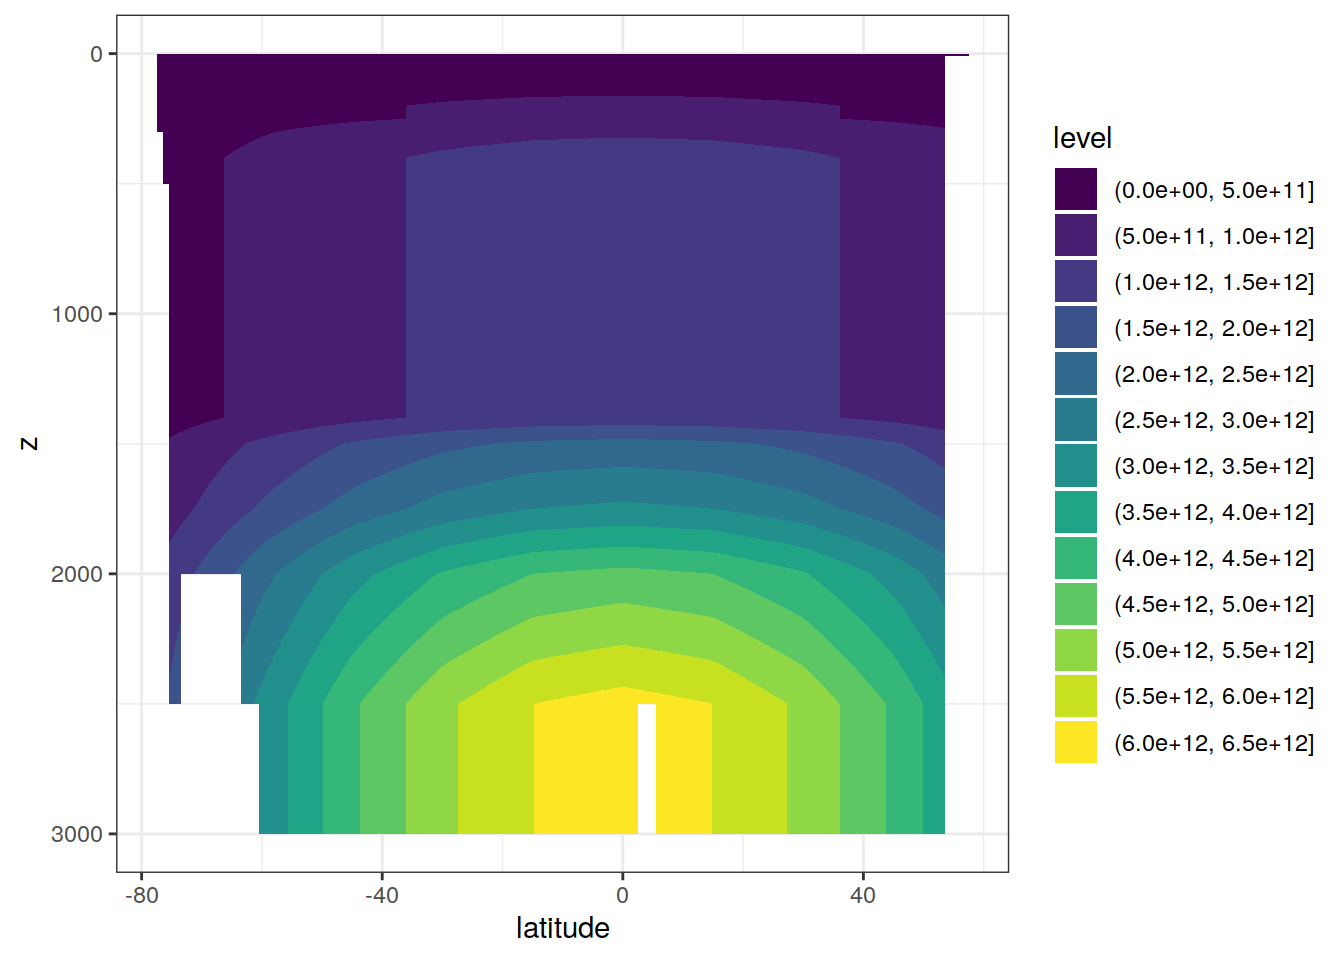 0
1000
2000
3000
z
-80
-40
0
40
latitude
level
(0.0e+00, 5.0e+11]
(5.0e+11, 1.0e+12]
(1.0e+12, 1.5e+12]
(1.5e+12, 2.0e+12]
(2.0e+12, 2.5e+12]
(2.5e+12, 3.0e+12]
(3.0e+12, 3.5e+12]
(3.5e+12, 4.0e+12]
(4.0e+12, 4.5e+12]
(4.5e+12, 5.0e+12]
(5.0e+12, 5.5e+12]
(5.5e+12, 6.0e+12]
(6.0e+12, 6.5e+12]